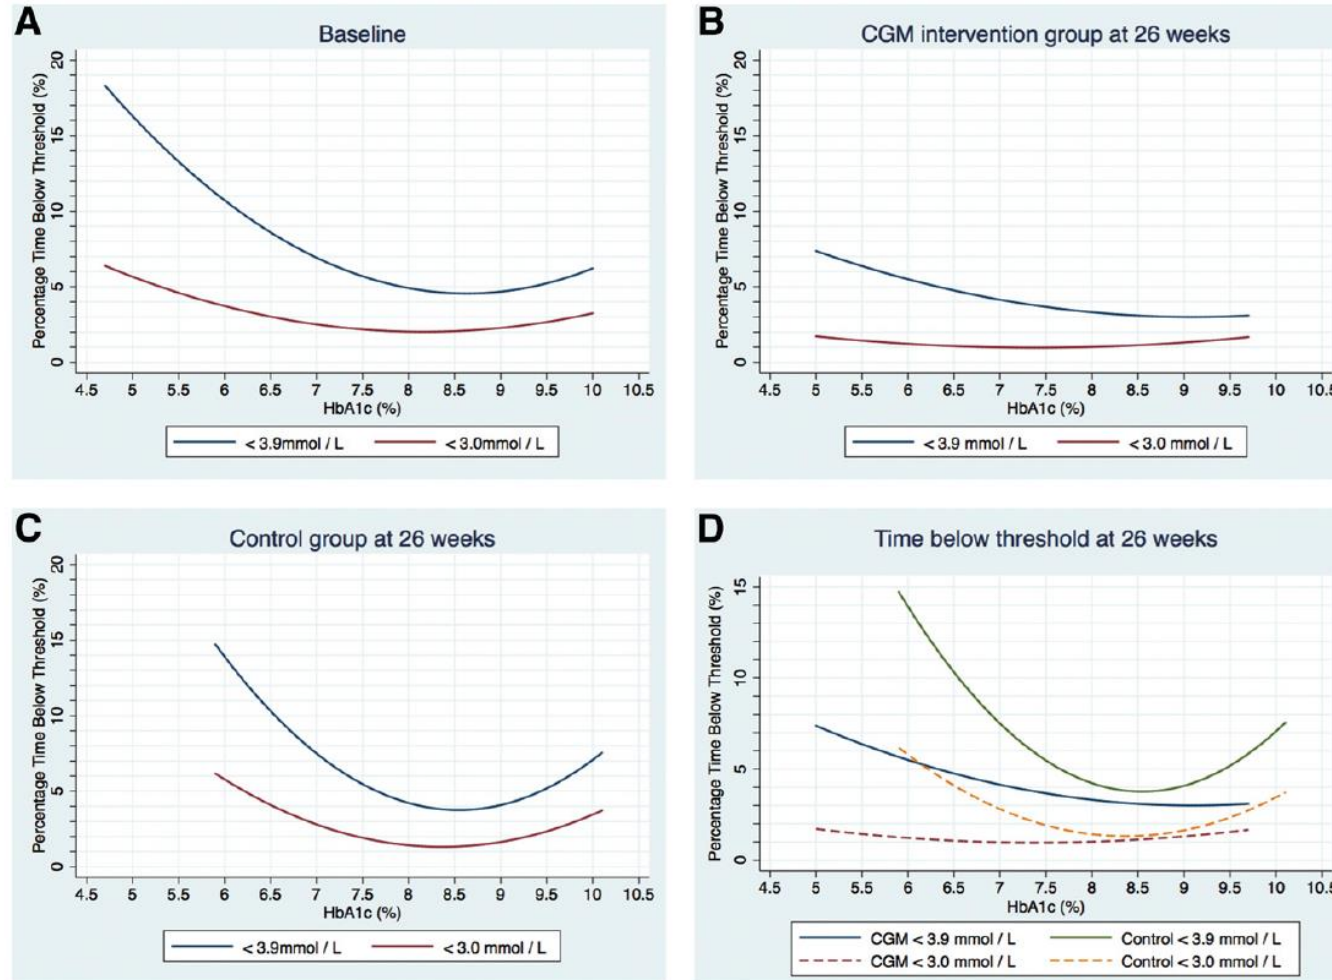 A
Baseline
Percentage Time Below Threshold (%)
20
15
10
5
0
4.5 5 5.5 6 6.5 7 7.5 8 8.5 9 9.5 10 10.5
HbA1c (%)
< 3.9mmol / L < 3.0mmol / L
B
CGM intervention group at 26 weeks
Percentage Time Below Threshold (%)
20
15
10
5
0
4.5 5 5.5 6 6.5 7 7.5 8 8.5 9 9.5 10 10.5
HbA1c (%)
< 3.9 mmol / L < 3.0 mmol / L
C
Control group at 26 weeks
Percentage Time Below Threshold (%)
20
15
10
5
0
4.5 5 5.5 6 6.5 7 7.5 8 8.5 9 9.5 10 10.5
HbA1c (%)
< 3.9mmol / L < 3.0 mmol / L
D
Time below threshold at 26 weeks
Percentage Time Below Threshold (%)
15
10
5
0
4.5 5 5.5 6 6.5 7 7.5 8 8.5 9 9.5 10 10.5
HbA1c (%)
CGM < 3.9 mmol / L Control < 3.9 mmol / L
CGM < 3.0 mmol / L Control < 3.0 mmol / L